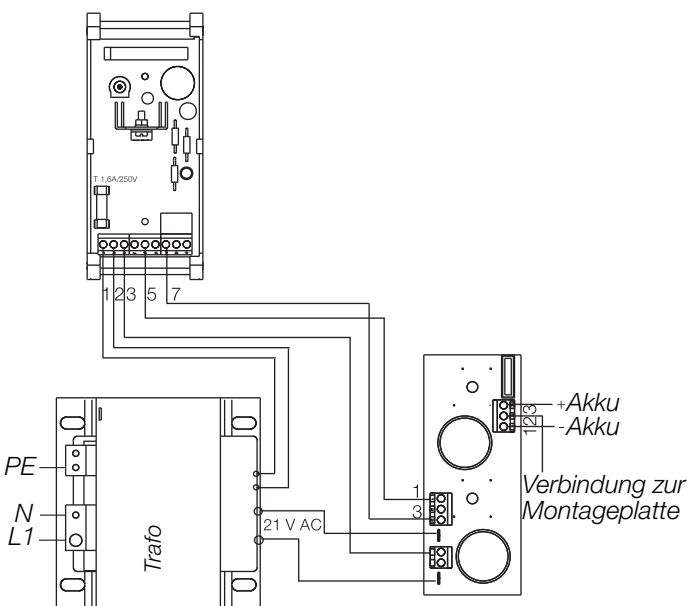 T 1,6A/250V
1 2 3 5 7
+Akku
-Akku
1 2 3
Verbindung zur
Montageplatte
1
3
PE
N
L1
Trafo
21 V AC